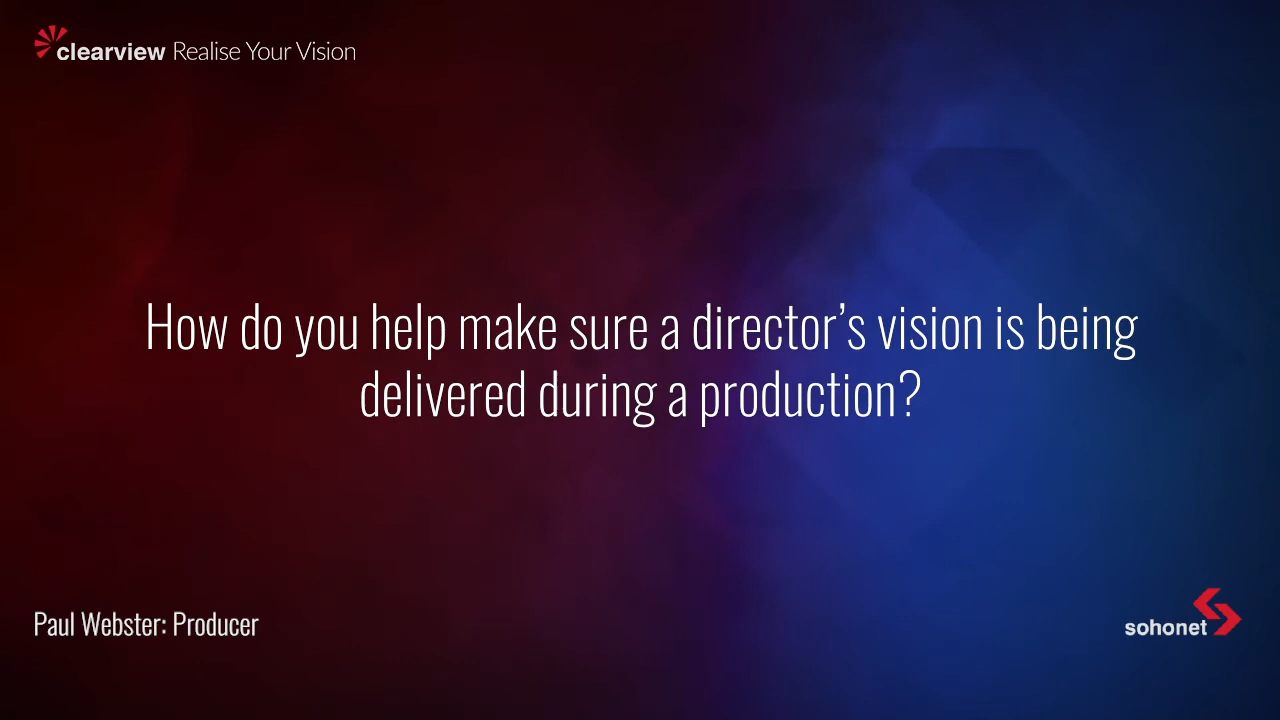 clearview Realise Your Vision
How do you help make sure a director’s vision is being
delivered during a production?
Paul Webster: Producer
sohonet